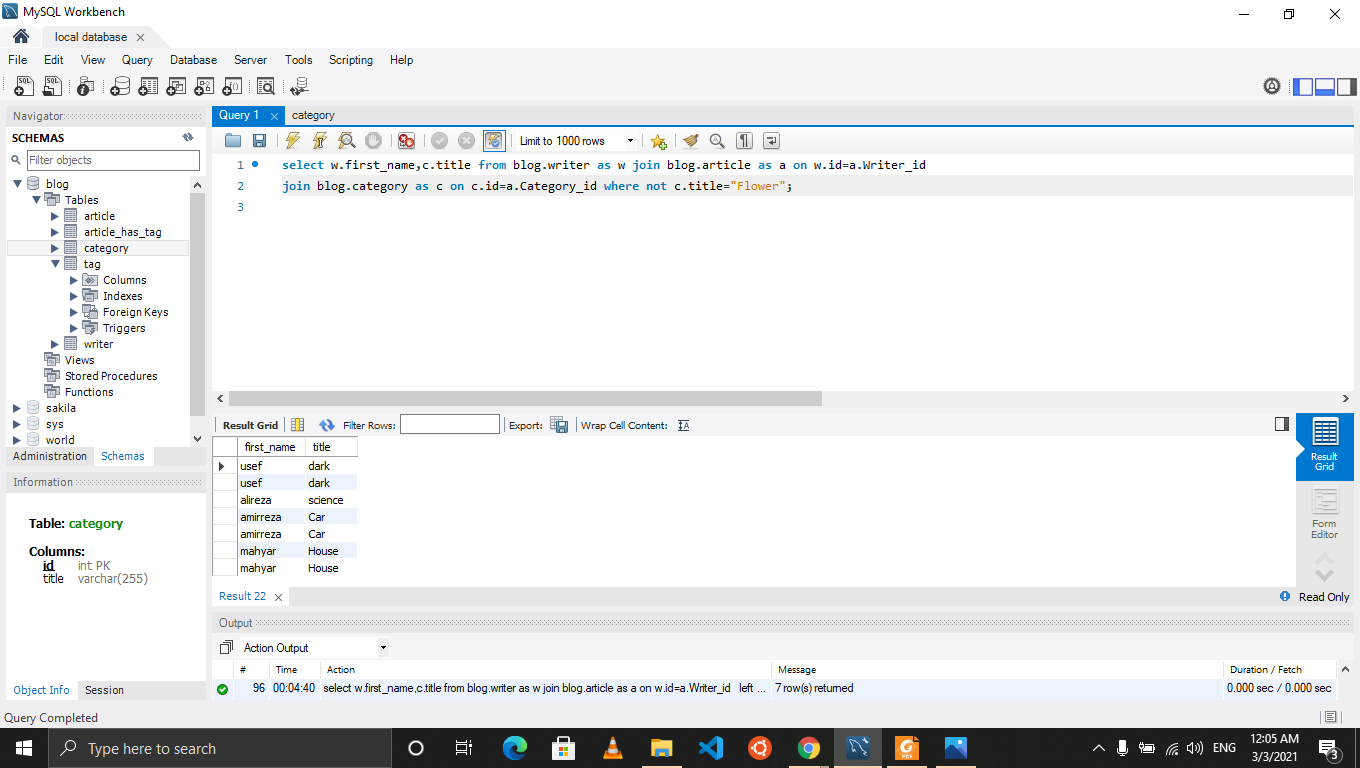 MySQL Workbench
local database
File Edit View Query Database Server Tools Scripting Help
Navigator
SCHEMAS
Filter objects
blog
Tables
article
article_has_tag
category
tag
Columns
Indexes
Foreign Keys
Triggers
writer
Views
Stored Procedures
Functions
sakila
sys
world
Administration Schemas
Information
Table: category
Columns:
id int PK
title varchar(255)
Object Info Session
Query 1 category
Limit to 1000 rows
1 select w.first_name,c.title from blog.writer as w join blog.article as a on w.id=a.Writer_id
2 join blog.category as c on c.id=a.Category_id where not c.title="Flower";
3
Result Grid Filter Rows: Export: Wrap Cell Content:
first_name title
usef dark
usef dark
alireza science
amirreza Car
amirreza Car
mahyar House
mahyar House
Result Grid
Form Editor
Result 22 Read Only
Output
Action Output
# Time Action Message Duration / Fetch
96 00:04:40 select w.first_name,c.title from blog.writer as w join blog.article as a on w.id=a.Writer_id left ... 7 row(s) returned 0.000 sec / 0.000 sec
Query Completed
Type here to search
ENG
12:05 AM
3/3/2021
3